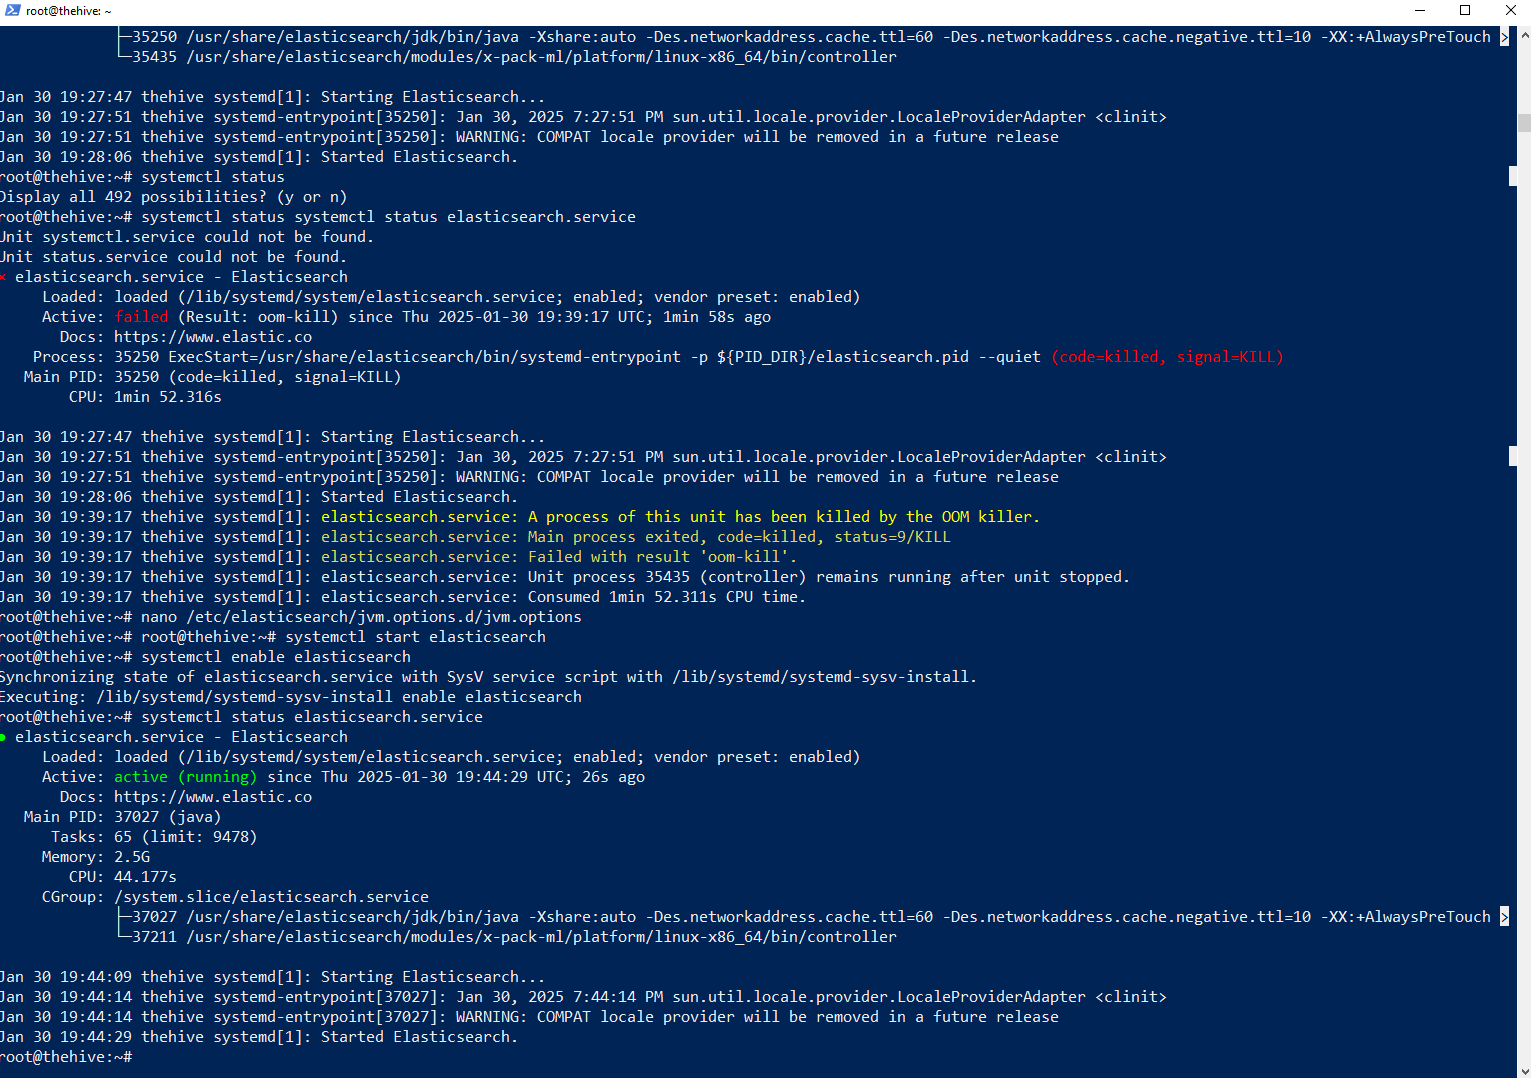 root@thehive: ~
├─35250 /usr/share/elasticsearch/jdk/bin/java -Xshare:auto -Des.networkaddress.cache.ttl=60 -Des.networkaddress.cache.negative.ttl=10 -XX:+AlwaysPreTouch >
└─35435 /usr/share/elasticsearch/modules/x-pack-ml/platform/linux-x86_64/bin/controller
Jan 30 19:27:47 thehive systemd[1]: Starting Elasticsearch...
Jan 30 19:27:51 thehive systemd-entrypoint[35250]: Jan 30, 2025 7:27:51 PM sun.util.locale.provider.LocaleProviderAdapter <clinit>
Jan 30 19:27:51 thehive systemd-entrypoint[35250]: WARNING: COMPAT locale provider will be removed in a future release
Jan 30 19:28:06 thehive systemd[1]: Started Elasticsearch.
root@thehive:~# systemctl status
Display all 492 possibilities? (y or n)
root@thehive:~# systemctl status systemctl status elasticsearch.service
Unit systemctl.service could not be found.
Unit status.service could not be found.
× elasticsearch.service - Elasticsearch
Loaded: loaded (/lib/systemd/system/elasticsearch.service; enabled; vendor preset: enabled)
Active: failed (Result: oom-kill) since Thu 2025-01-30 19:39:17 UTC; 1min 58s ago
Docs: https://www.elastic.co
Process: 35250 ExecStart=/usr/share/elasticsearch/bin/systemd-entrypoint -p ${PID_DIR}/elasticsearch.pid --quiet (code=killed, signal=KILL)
Main PID: 35250 (code=killed, signal=KILL)
CPU: 1min 52.316s
Jan 30 19:27:47 thehive systemd[1]: Starting Elasticsearch...
Jan 30 19:27:51 thehive systemd-entrypoint[35250]: Jan 30, 2025 7:27:51 PM sun.util.locale.provider.LocaleProviderAdapter <clinit>
Jan 30 19:27:51 thehive systemd-entrypoint[35250]: WARNING: COMPAT locale provider will be removed in a future release
Jan 30 19:28:06 thehive systemd[1]: Started Elasticsearch.
Jan 30 19:39:17 thehive systemd[1]: elasticsearch.service: A process of this unit has been killed by the OOM killer.
Jan 30 19:39:17 thehive systemd[1]: elasticsearch.service: Main process exited, code=killed, status=9/KILL
Jan 30 19:39:17 thehive systemd[1]: elasticsearch.service: Failed with result 'oom-kill'.
Jan 30 19:39:17 thehive systemd[1]: elasticsearch.service: Unit process 35435 (controller) remains running after unit stopped.
Jan 30 19:39:17 thehive systemd[1]: elasticsearch.service: Consumed 1min 52.311s CPU time.
root@thehive:~# nano /etc/elasticsearch/jvm.options.d/jvm.options
root@thehive:~# root@thehive:~# systemctl start elasticsearch
root@thehive:~# systemctl enable elasticsearch
Synchronizing state of elasticsearch.service with SysV service script with /lib/systemd/systemd-sysv-install.
Executing: /lib/systemd/systemd-sysv-install enable elasticsearch
root@thehive:~# systemctl status elasticsearch.service
● elasticsearch.service - Elasticsearch
Loaded: loaded (/lib/systemd/system/elasticsearch.service; enabled; vendor preset: enabled)
Active: active (running) since Thu 2025-01-30 19:44:29 UTC; 26s ago
Docs: https://www.elastic.co
Main PID: 37027 (java)
Tasks: 65 (limit: 9478)
Memory: 2.5G
CPU: 44.177s
CGroup: /system.slice/elasticsearch.service
├─37027 /usr/share/elasticsearch/jdk/bin/java -Xshare:auto -Des.networkaddress.cache.ttl=60 -Des.networkaddress.cache.negative.ttl=10 -XX:+AlwaysPreTouch >
└─37211 /usr/share/elasticsearch/modules/x-pack-ml/platform/linux-x86_64/bin/controller
Jan 30 19:44:09 thehive systemd[1]: Starting Elasticsearch...
Jan 30 19:44:14 thehive systemd-entrypoint[37027]: Jan 30, 2025 7:44:14 PM sun.util.locale.provider.LocaleProviderAdapter <clinit>
Jan 30 19:44:14 thehive systemd-entrypoint[37027]: WARNING: COMPAT locale provider will be removed in a future release
Jan 30 19:44:29 thehive systemd[1]: Started Elasticsearch.
root@thehive:~#